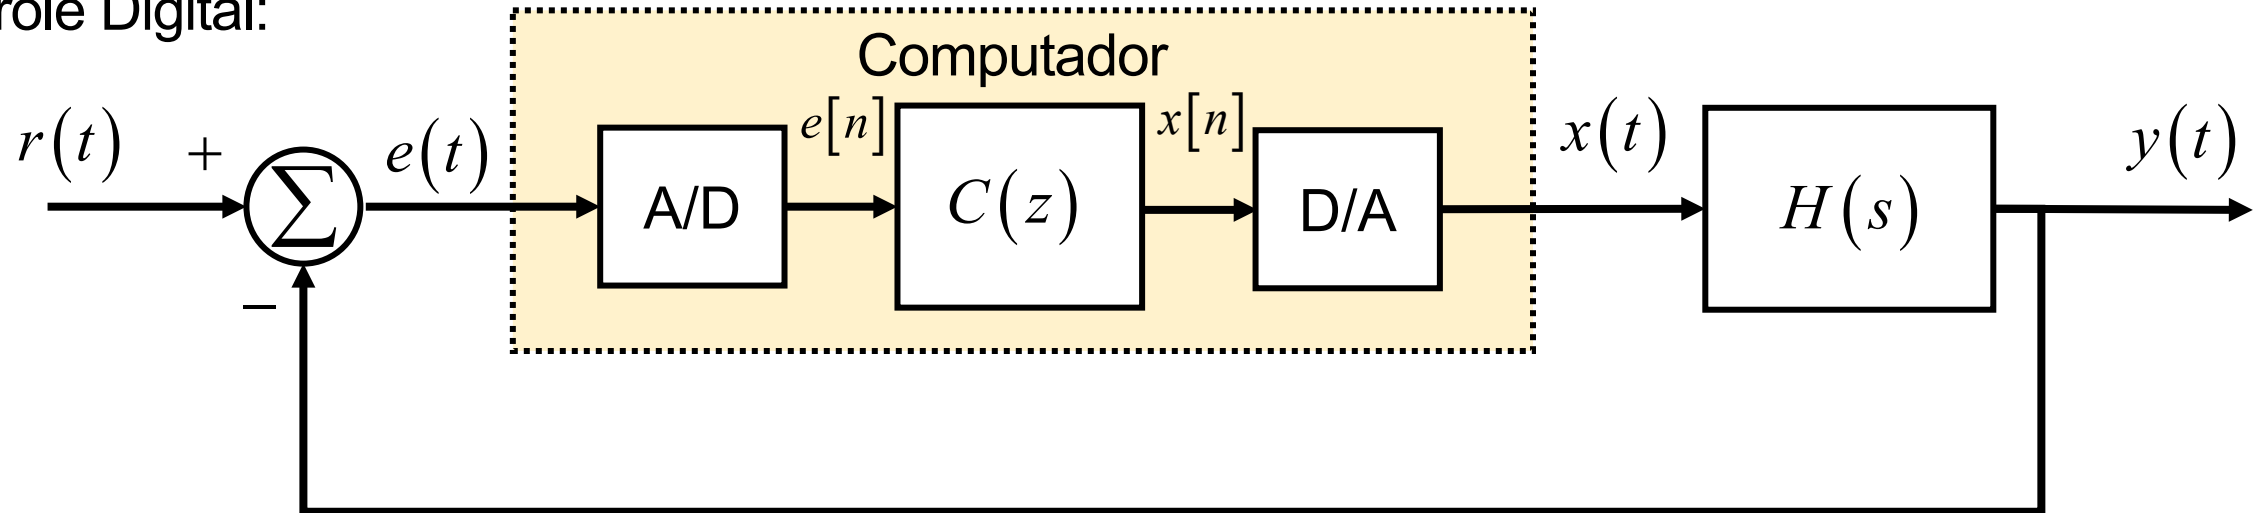 role Digital:
Computador
r(t)
+
e(t)
e[n]
x[n]
x(t)
y(t)
Σ
A/D
C(z)
D/A
H(s)
−